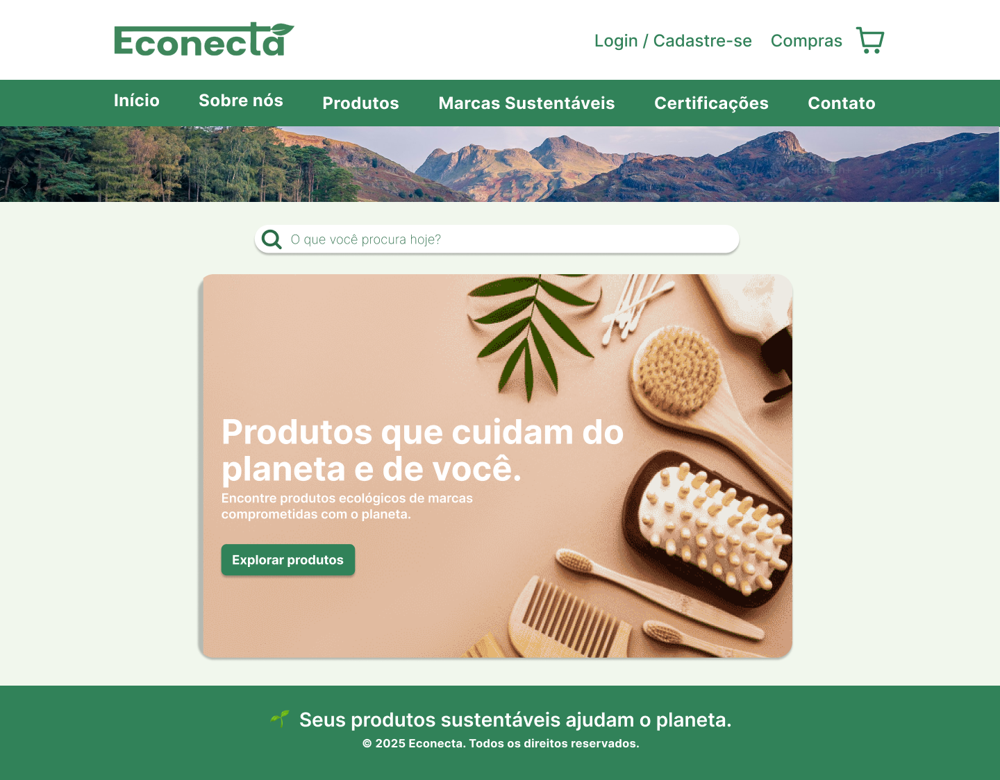 Econecta
Login / Cadastre-se Compras
Início Sobre nós Produtos Marcas Sustentáveis Certificações Contato
Unsplash+ Unsplash+
O que você procura hoje?
Produtos que cuidam do
planeta e de você.
Encontre produtos ecológicos de marcas
comprometidas com o planeta.
Explorar produtos
Seus produtos sustentáveis ajudam o planeta.
© 2025 Econecta. Todos os direitos reservados.